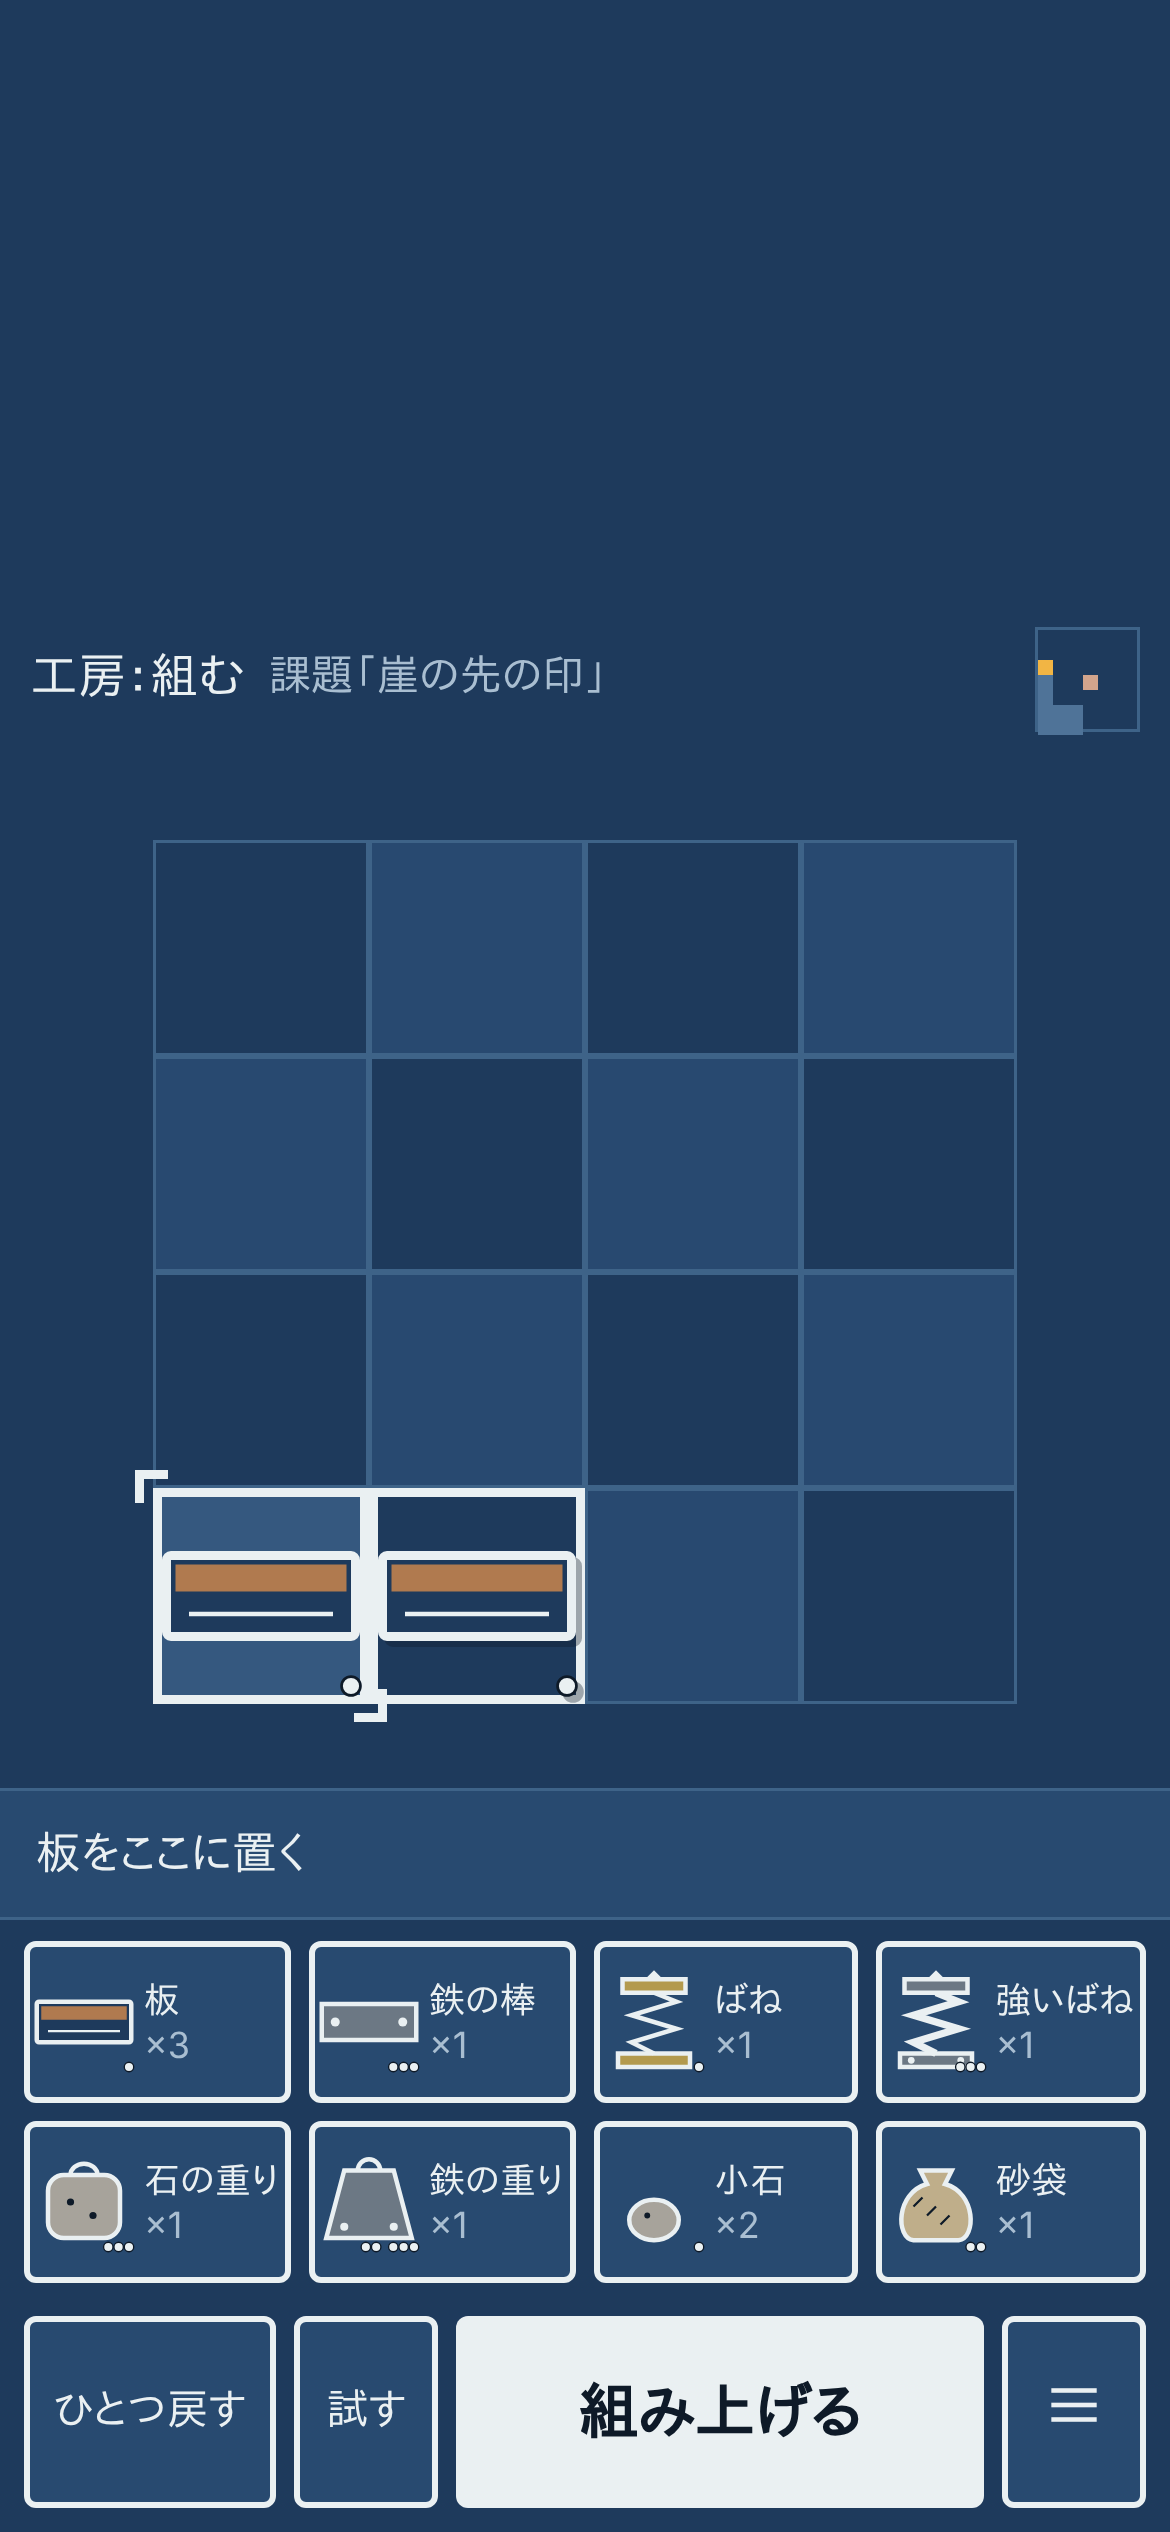 工房:組む 課題「崖の先の印」
板をここに置く
板
×3
鉄の棒
×1
ばね
×1
強いばね
×1
石の重り
×1
鉄の重り
×1
小石
×2
砂袋
×1
ひとつ戻す
試す
組み上げる